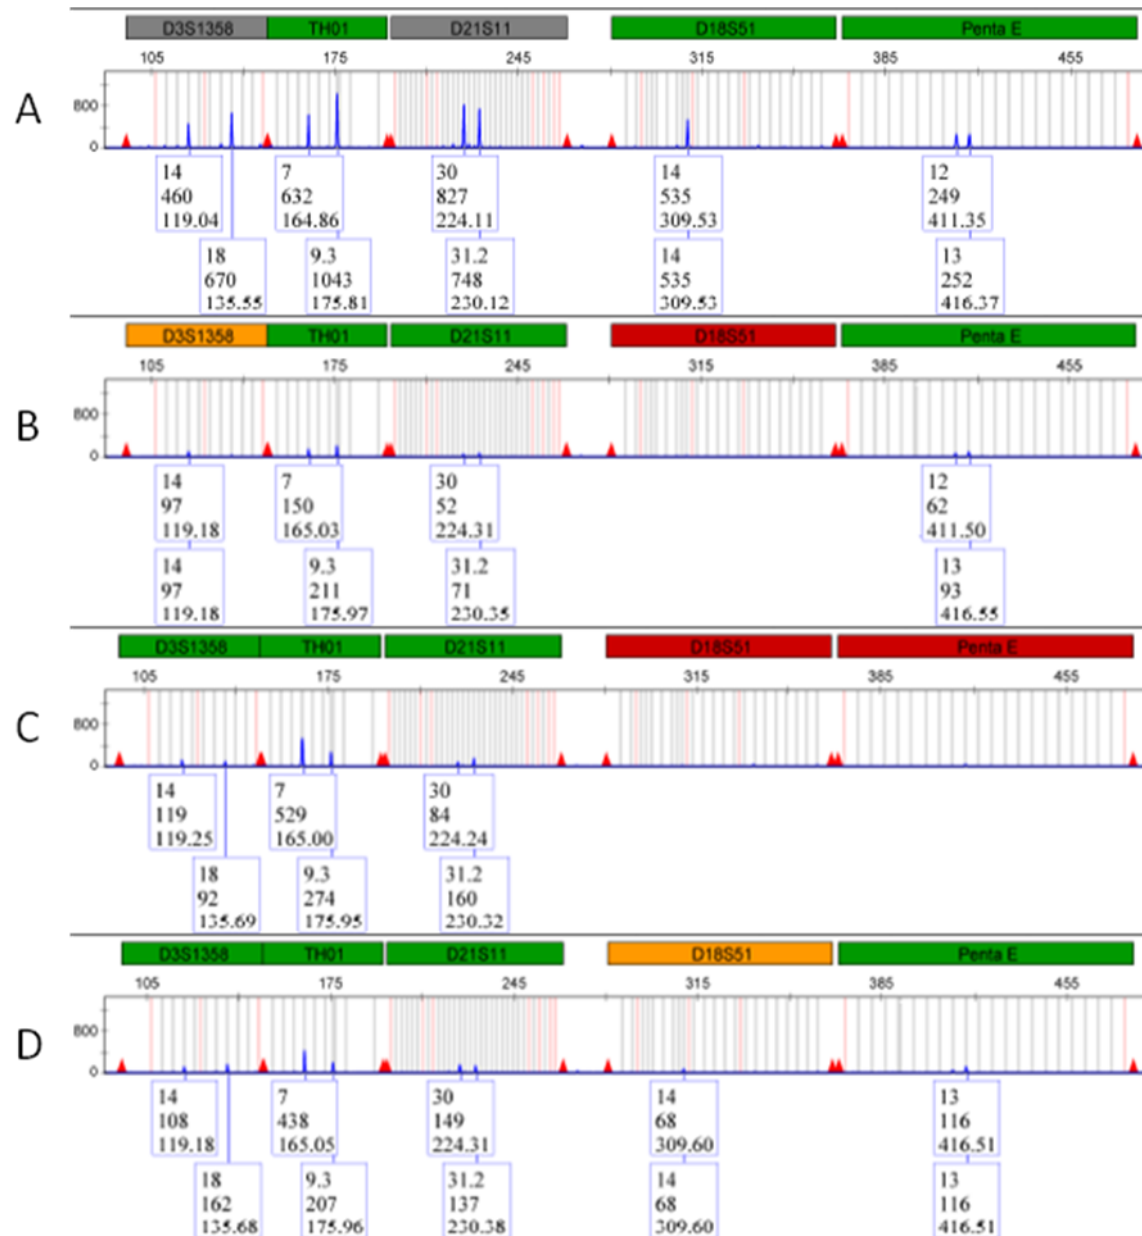 D3S1358 TH01 D21S11 D18S51 Penta E
105 175 245 315 385 455
A
800
0
14 7 30 14 12
460 632 827 535 249
119.04 164.86 224.11 309.53 411.35
18 9.3 31.2 14 13
670 1043 748 535 252
135.55 175.81 230.12 309.53 416.37
D3S1358 TH01 D21S11 D18S51 Penta E
105 175 245 315 385 455
B
800
0
14 7 30 12
97 150 52 62
119.18 165.03 224.31 411.50
14 9.3 31.2 13
97 211 71 93
119.18 175.97 230.35 416.55
D3S1358 TH01 D21S11 D18S51 Penta E
105 175 245 315 385 455
C
800
0
14 7 30
119 529 84
119.25 165.00 224.24
18 9.3 31.2
92 274 160
135.69 175.95 230.32
D3S1358 TH01 D21S11 D18S51 Penta E
105 175 245 315 385 455
D
800
0
14 7 30 14 13
108 438 149 68 116
119.18 165.05 224.31 309.60 416.51
18 9.3 31.2 14 13
162 207 137 68 116
135.68 175.96 230.38 309.60 416.51